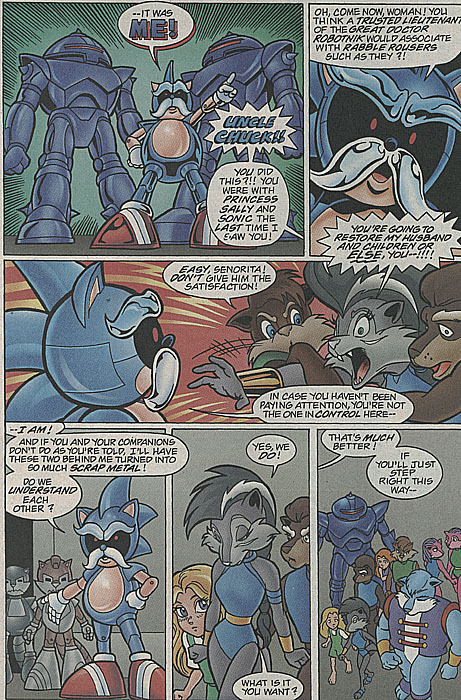 --IT WAS
ME!
UNCLE
CHUCK!!
YOU DID
THIS?!! YOU
WERE WITH
PRINCESS
SALLY AND
SONIC THE
LAST TIME I
SAW YOU!
OH, COME NOW, WOMAN! YOU
THINK A TRUSTED LIEUTENANT
OF THE GREAT DOCTOR
ROBOTNIK WOULD ASSOCIATE
WITH RABBLE ROUSERS
SUCH AS THEY?!
YOU'RE GOING TO
RESTORE MY HUSBAND
AND CHILDREN OR
ELSE, YOU--!!!!
EASY, SENORITA!
DON'T GIVE HIM THE
SATISFACTION!
IN CASE YOU HAVEN'T BEEN
PAYING ATTENTION, YOU'RE NOT
THE ONE IN CONTROL HERE--
--I AM!
AND IF YOU AND YOUR COMPANIONS
DON'T DO AS YOU'RE TOLD, I'LL HAVE
THESE TWO BEHIND ME TURNED INTO
SO MUCH SCRAP METAL!
DO WE
UNDERSTAND
EACH
OTHER?
YES, WE
DO!
WHAT IS IT
YOU WANT?
THAT'S MUCH
BETTER!
IF
YOU'LL JUST
STEP
RIGHT THIS
WAY--